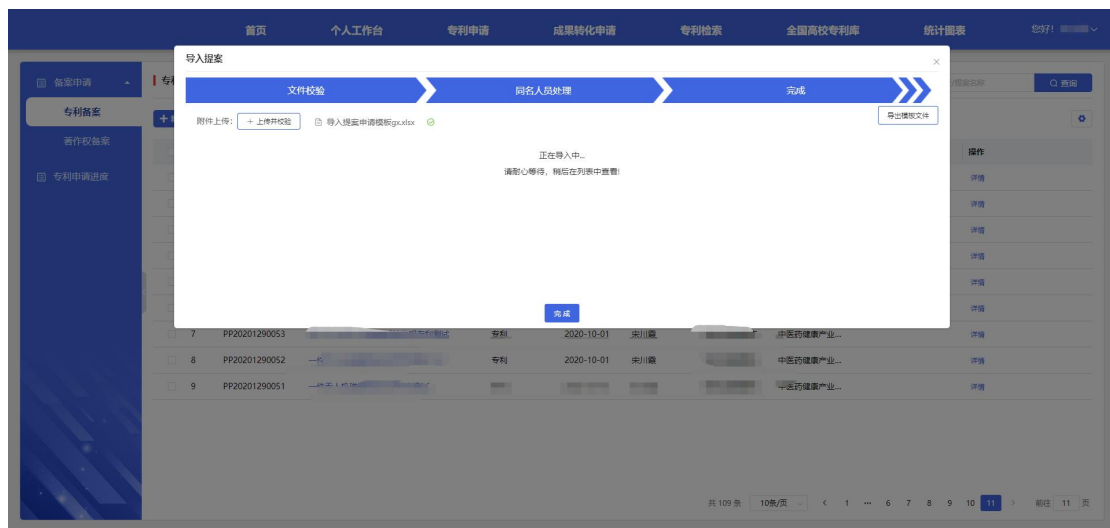 首页 个人工作台 专利申请 成果转化申请 专利检索 全国高校专利库 统计图表 您好!
导入提案 ×
备案申请
文件校验 同名人员处理 完成
查询
专利备案
附件上传: + 上传并校验 导入提案申请模板gx.xlsx 导出模板文件
著作权备案
正在导入中...
操作
专利申请进度
请耐心等待, 稍后在列表中查看!
详情
详情
详情
详情
详情
详情
完成
7 PP20201290053 专利 2020-10-01 宋川霞 中医药健康产业... 详情
8 PP20201290052 专利 2020-10-01 宋川霞 中医药健康产业... 详情
9 PP20201290051 中医药健康产业... 详情
共 109 条 10条/页 < 1 ... 6 7 8 9 10 11 > 前往 11 页